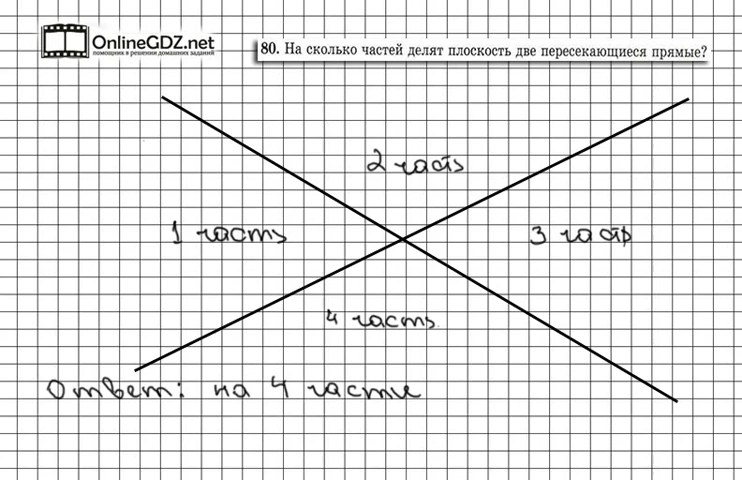 OnlineGDZ.net
помощник в решении домашних заданий
80. На сколько частей делят плоскость две пересекающиеся прямые?
2 часть
1 часть
3 часть
4 часть
Ответ: на 4 части